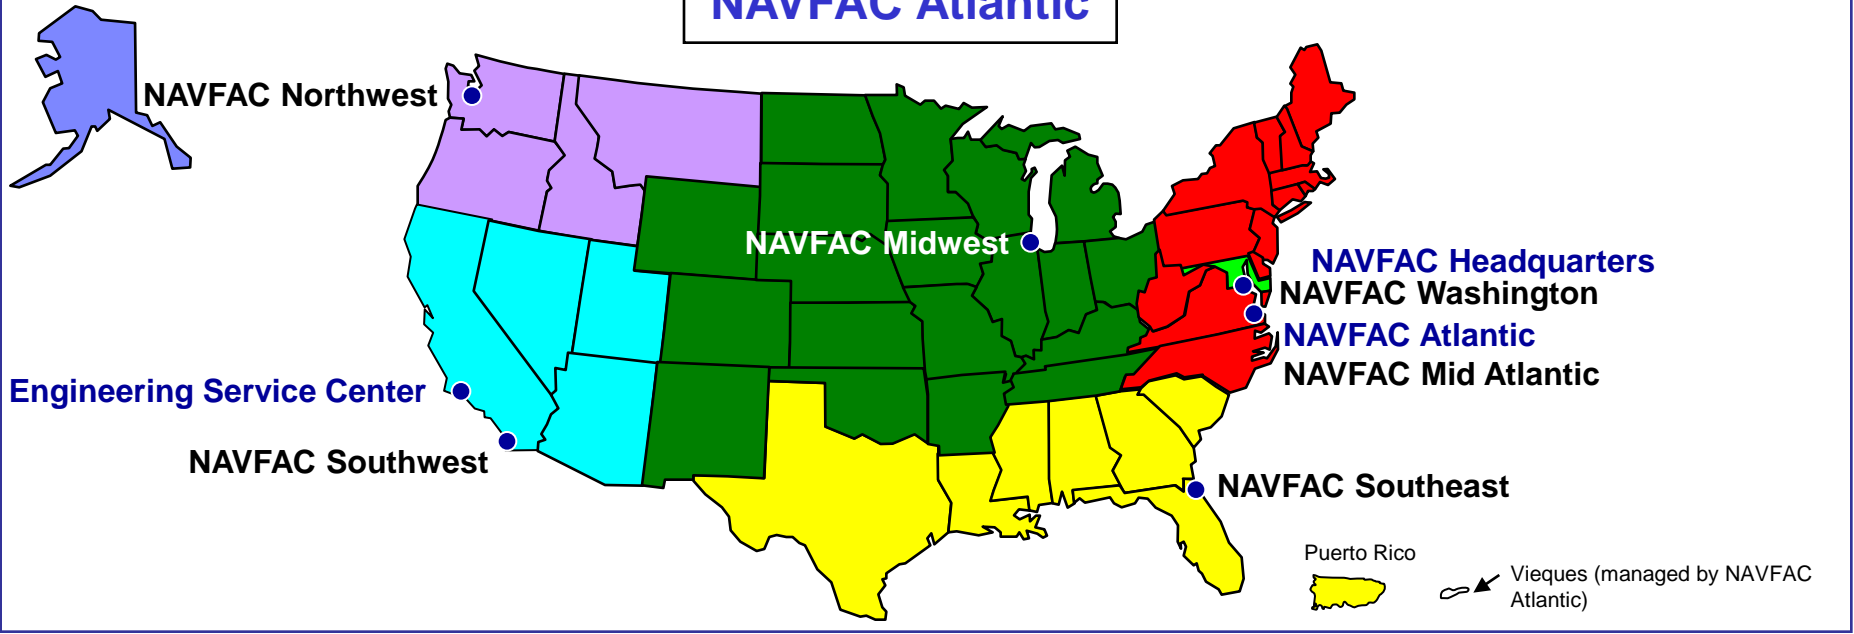 NAVFAC Atlantic
NAVFAC Northwest
NAVFAC Midwest
NAVFAC Headquarters
NAVFAC Washington
NAVFAC Atlantic
NAVFAC Mid Atlantic
Engineering Service Center
NAVFAC Southwest
NAVFAC Southeast
Puerto Rico
Vieques (managed by NAVFAC
Atlantic)